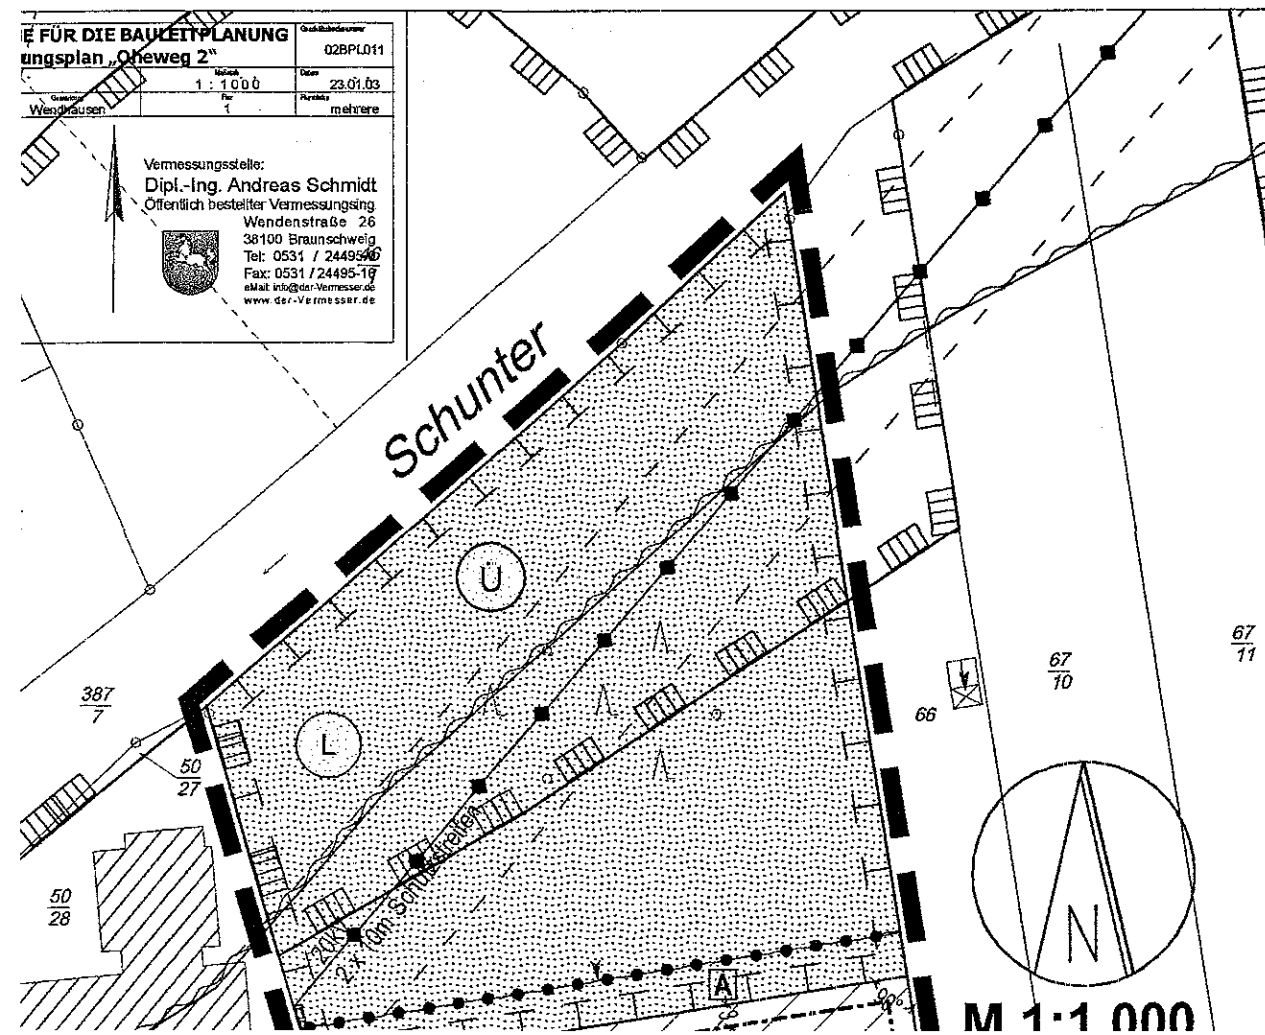 E FÜR DIE BAULEITPLANUNG
ungsplan „Oheweg 2“
02BPL011
1 : 1000
Datum
23.01.03
Wendhausen
1
mehrere
Vermessungsstelle:
Dipl.-Ing. Andreas Schmidt
Öffentlich bestellter Vermessungsing.
Wendenstraße 26
38100 Braunschweig
Tel: 0531 / 24495-0
Fax: 0531 / 24495-16
eMail: info@der-Vermesser.de
www.der-Vermesser.de
Schunter
Ü
L
387
7
50
27
50
28
67
10
67
11
66
2 x 10m Schutzstreifen
A
N
M 1:1.000